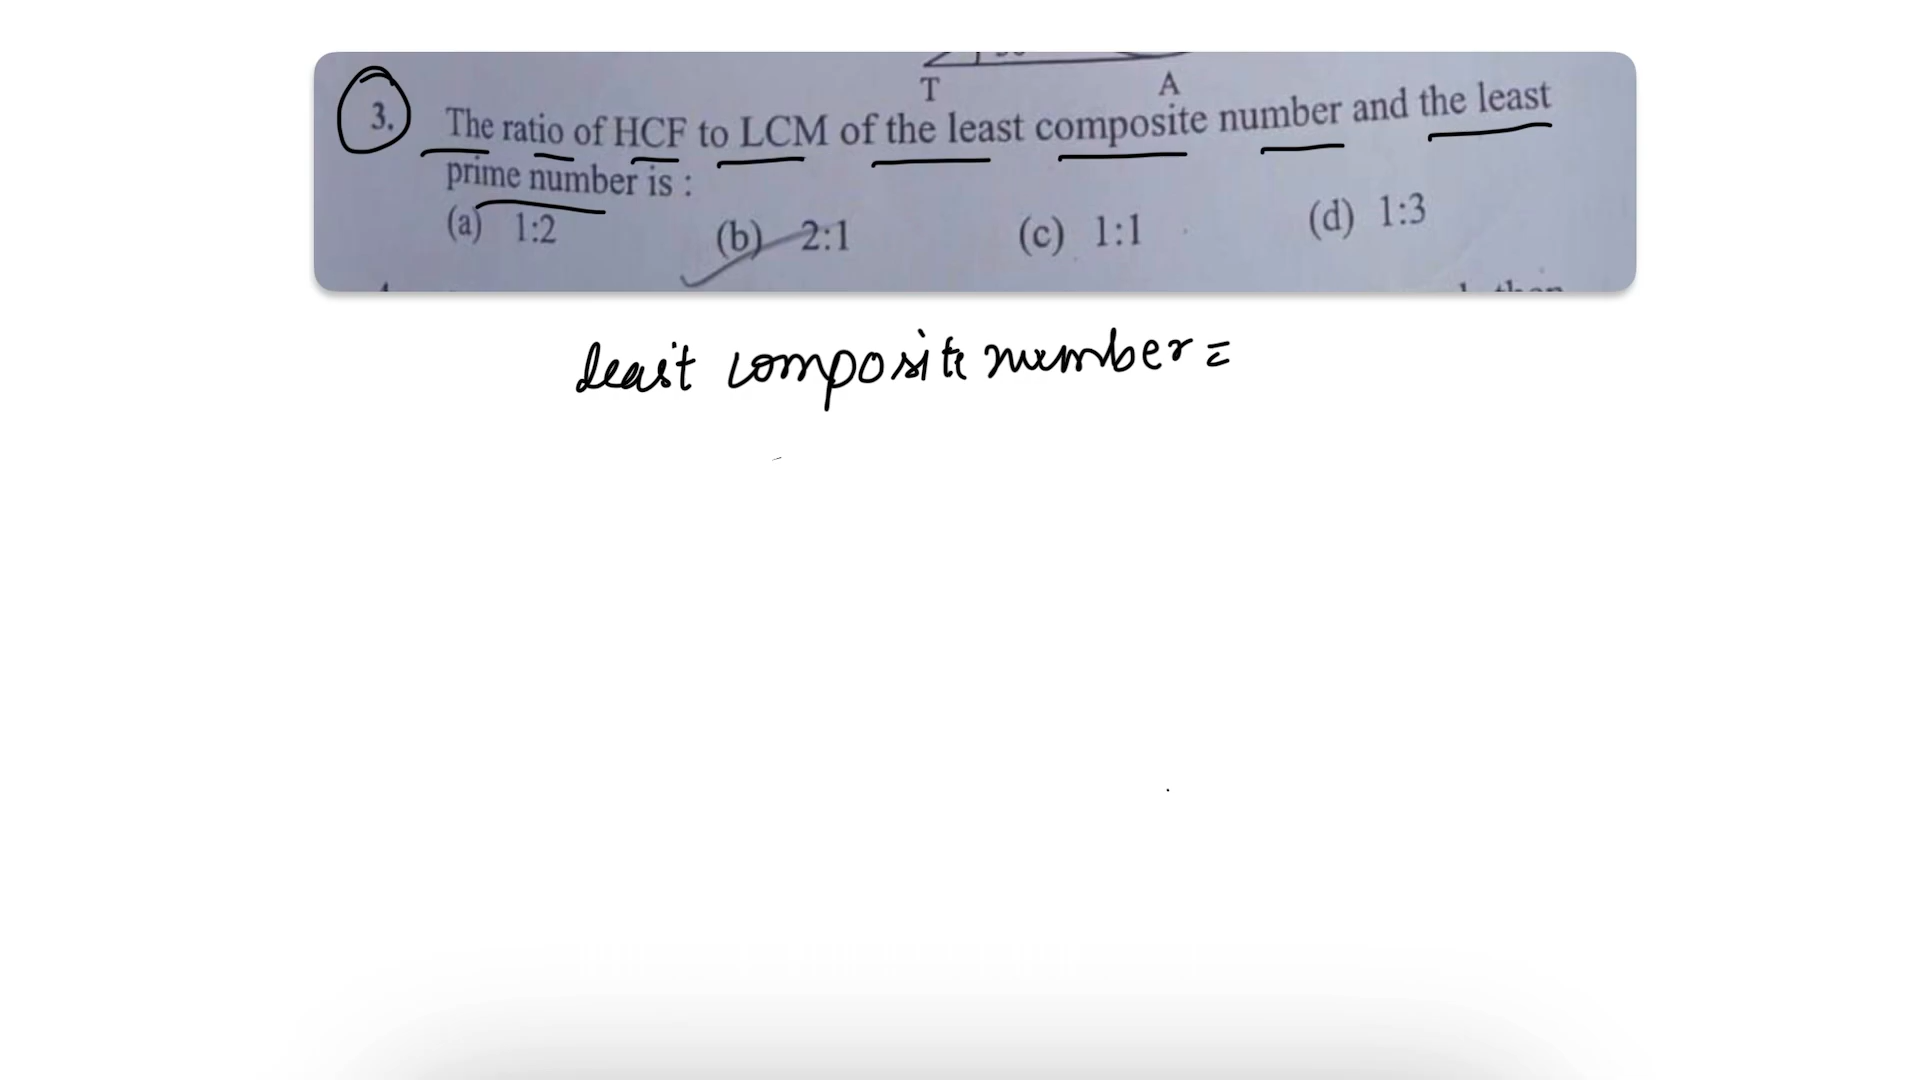 T A
3. The ratio of HCF to LCM of the least composite number and the least
prime number is :
(a) 1:2 (b) 2:1 (c) 1:1 (d) 1:3
least composite number =